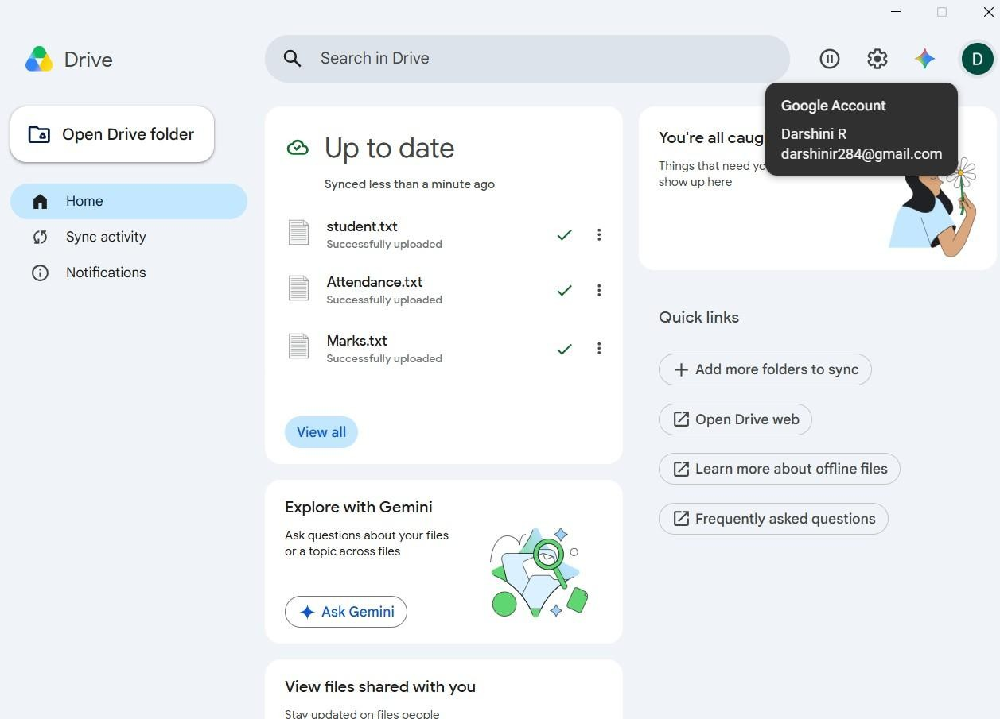 Drive
Search in Drive
D
Google Account
Darshini R
darshinir284@gmail.com
Open Drive folder
Home
Sync activity
Notifications
Up to date
Synced less than a minute ago
student.txt
Successfully uploaded
Attendance.txt
Successfully uploaded
Marks.txt
Successfully uploaded
View all
Explore with Gemini
Ask questions about your files
or a topic across files
Ask Gemini
View files shared with you
Stay updated on files people
You're all
Things that need
show up here
Quick links
Add more folders to sync
Open Drive web
Learn more about offline files
Frequently asked questions